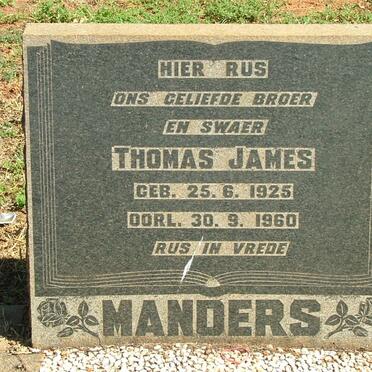 HIER RUS
ONS GELIEFDE BROER
EN SWAER
THOMAS JAMES
GEB. 25. 6. 1925
OORL. 30. 9. 1960
RUS IN VREDE
MANDERS